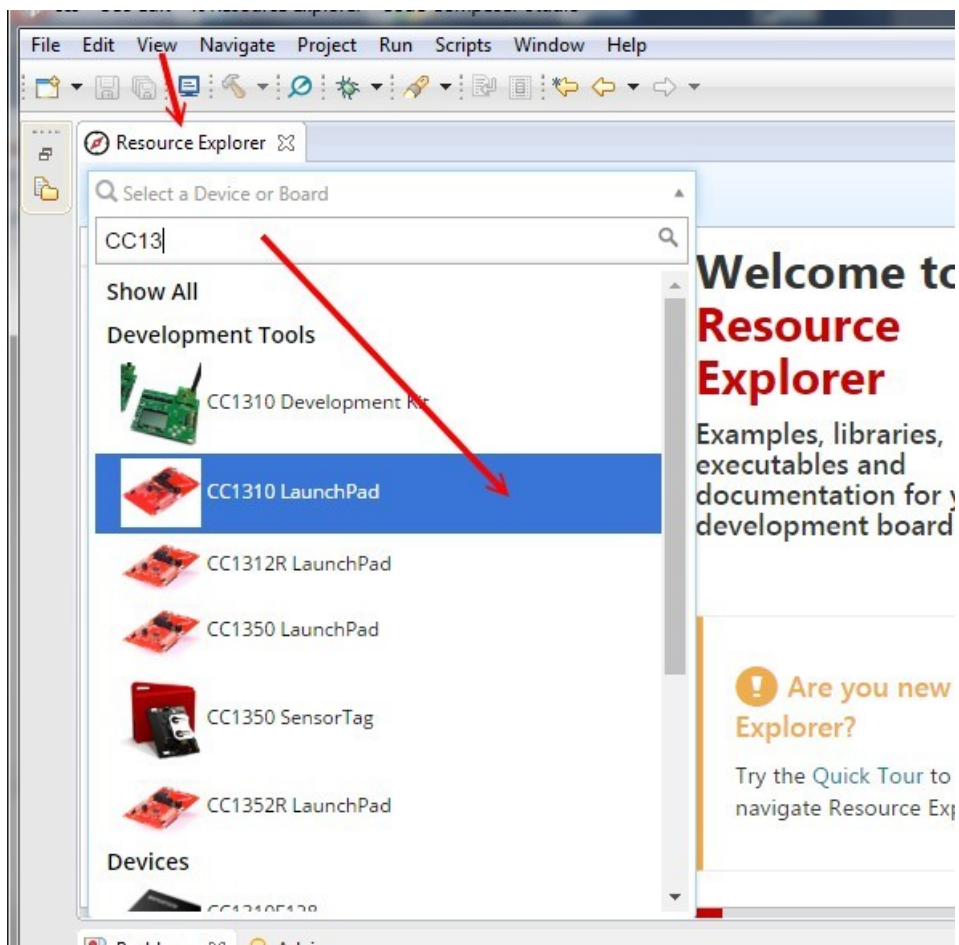 File Edit View Navigate Project Run Scripts Window Help
Resource Explorer
Select a Device or Board
CC13
Show All
Development Tools
CC1310 Development Kit
CC1310 LaunchPad
CC1312R LaunchPad
CC1350 LaunchPad
CC1350 SensorTag
CC1352R LaunchPad
Devices
CC1310F128
Welcome to
Resource
Explorer
Examples, libraries,
executables and
documentation for y
development board
Are you new
Explorer?
Try the Quick Tour to
navigate Resource Exp